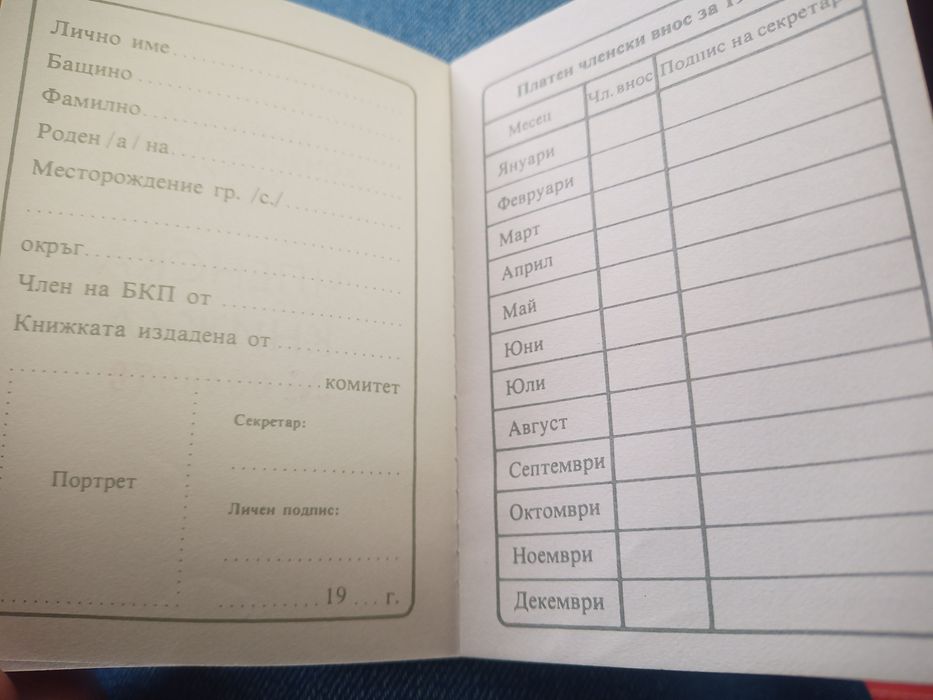 Лично име
Бащино
Фамилно
Роден /а/ на
Месторождение гр. /с./
окръг
Член на БКП от
Книжката издадена от
комитет
Секретар:
Портрет
Личен подпис:
19 ... г.
Платен членски внос за
Месец Чл. внос Подпис на секретар
Януари
Февруари
Март
Април
Май
Юни
Юли
Август
Септември
Октомври
Ноември
Декември